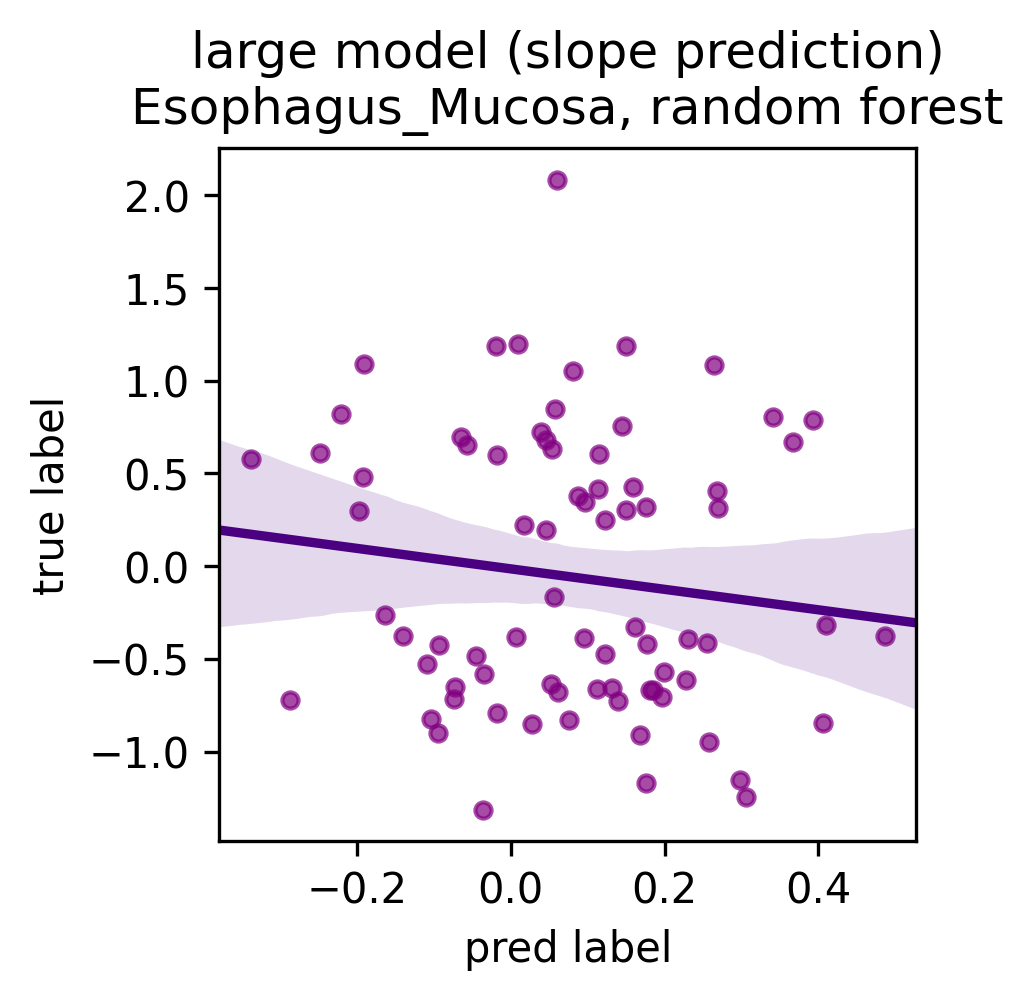 large model (slope prediction)
Esophagus_Mucosa, random forest
2.0
1.5
1.0
0.5
0.0
−0.5
−1.0
true label
−0.2
0.0
0.2
0.4
pred label